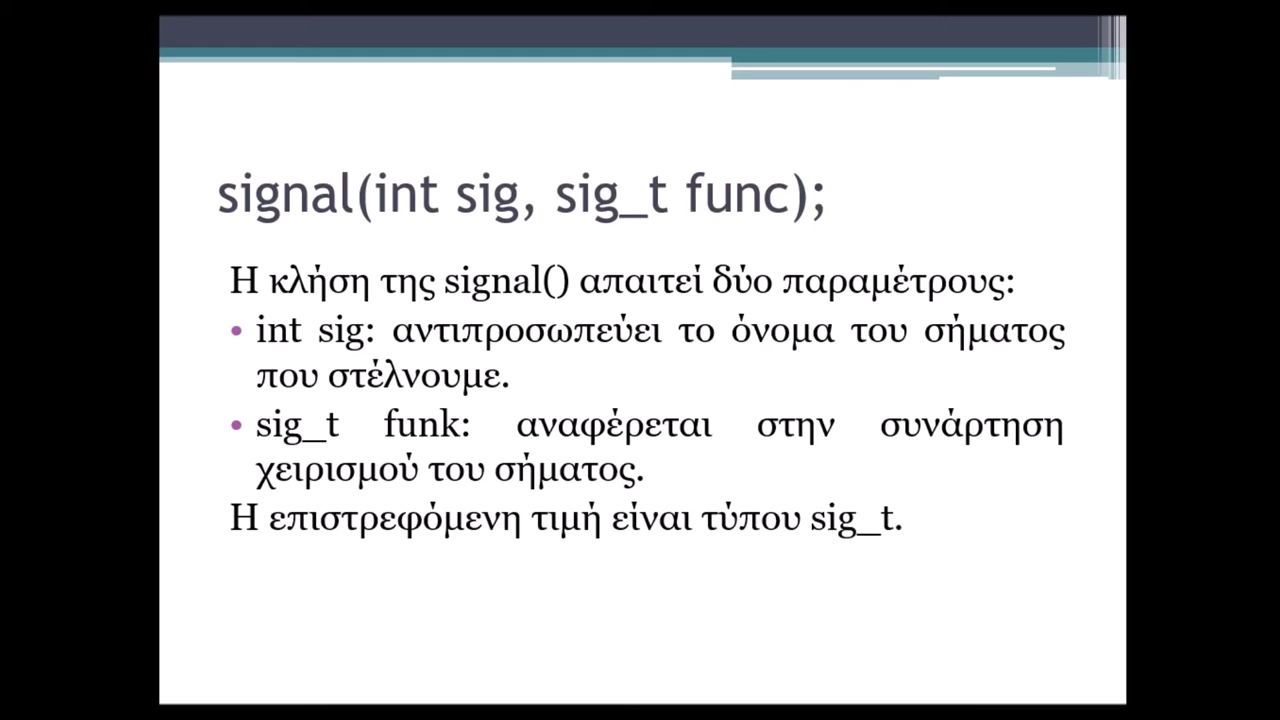 signal(int sig, sig_t func);
Η κλήση της signal() απαιτεί δύο παραμέτρους:
• int sig: αντιπροσωπεύει το όνομα του σήματος
που στέλνουμε.
• sig_t funk: αναφέρεται στην συνάρτηση
χειρισμού του σήματος.
Η επιστρεφόμενη τιμή είναι τύπου sig_t.